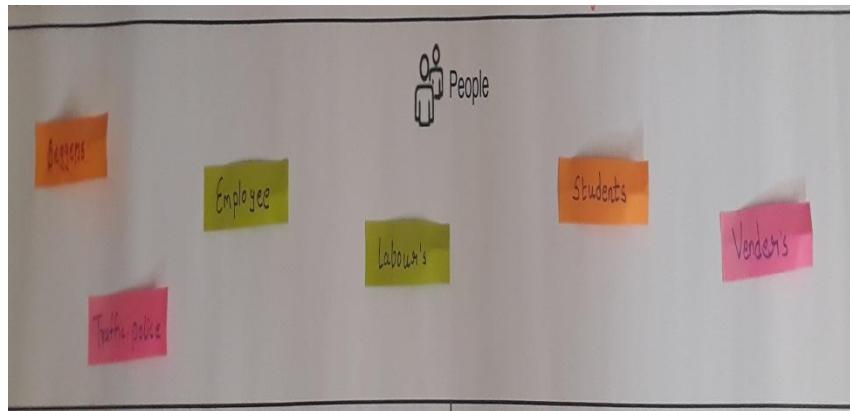 People
Beggers
Employee
Students
Labour's
Vender's
Traffic police